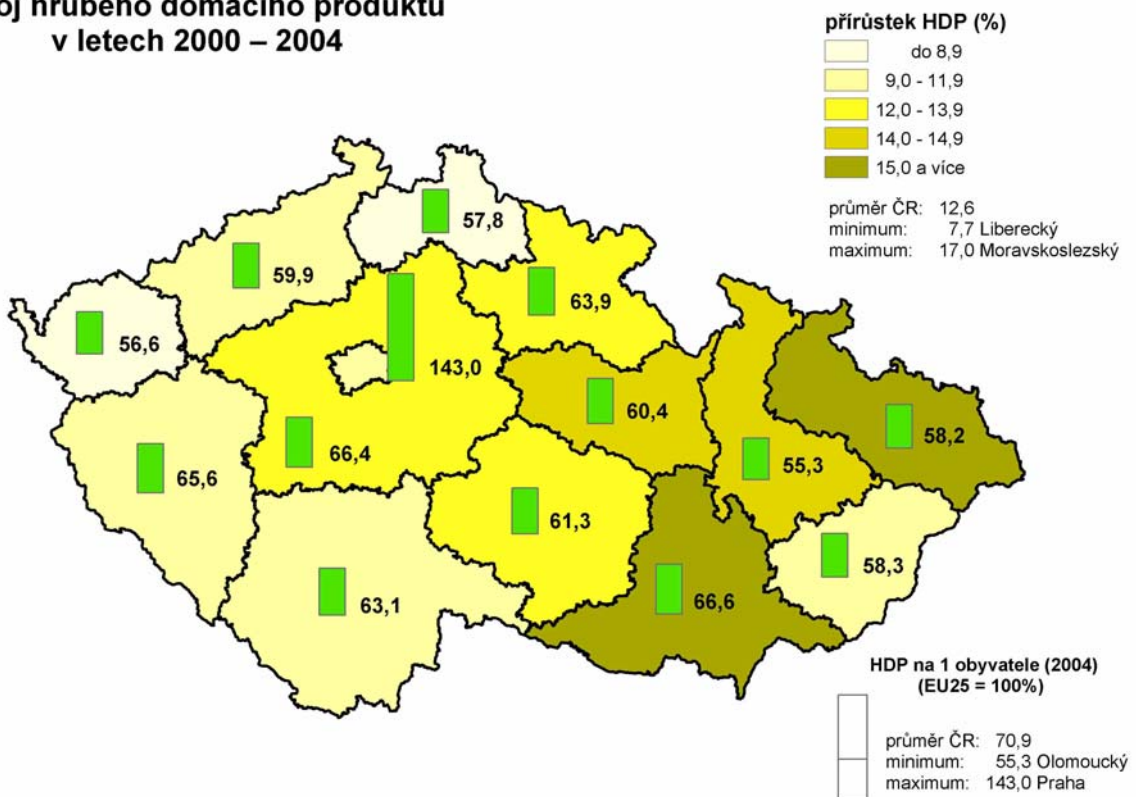 hrubého domácího produktu
v letech 2000 – 2004
přírůstek HDP (%)
do 8,9
9,0 - 11,9
12,0 - 13,9
14,0 - 14,9
15,0 a více
průměr ČR: 12,6
minimum: 7,7 Liberecký
maximum: 17,0 Moravskoslezský
57,8
59,9
63,9
56,6
143,0
60,4
58,2
66,4
65,6
55,3
61,3
58,3
63,1
66,6
HDP na 1 obyvatele (2004)
(EU25 = 100%)
průměr ČR: 70,9
minimum: 55,3 Olomoucký
maximum: 143,0 Praha